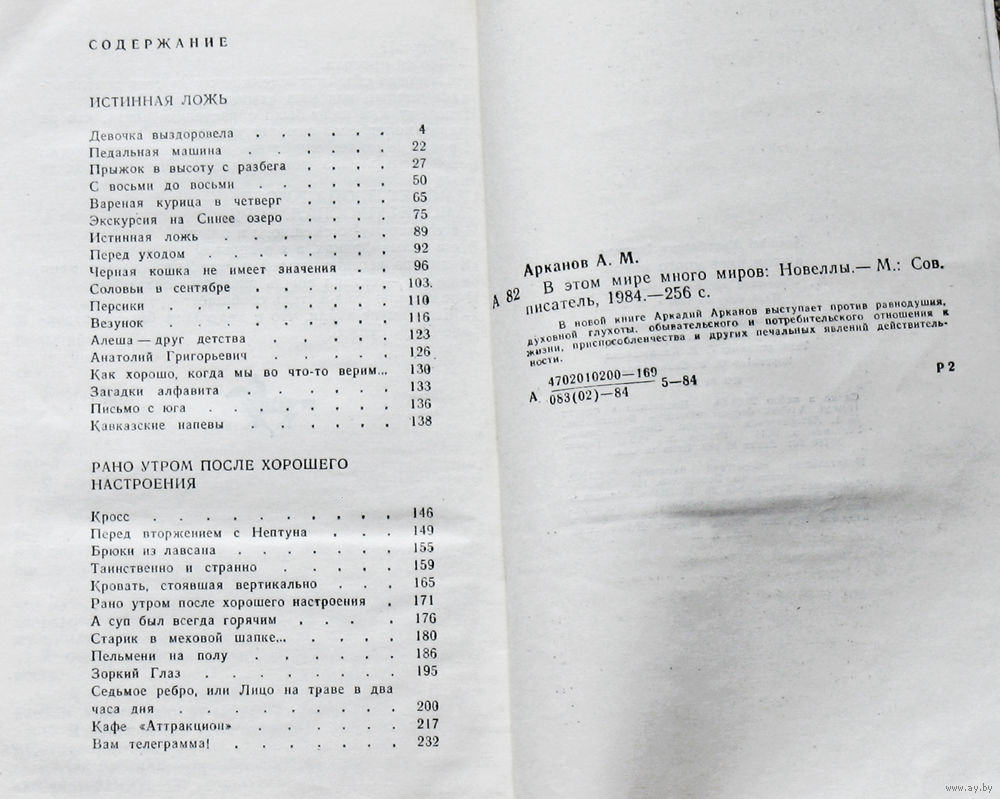 СОДЕРЖАНИЕ
ИСТИННАЯ ЛОЖЬ
Девочка выздоровела . . . . . . 4
Педальная машина . . . . . . 22
Прыжок в высоту с разбега . . . . 27
С восьми до восьми . . . . . 50
Вареная курица в четверг . . . . 65
Экскурсия на Синее озеро . . . . 75
Истинная ложь . . . . . . . 89
Перед уходом . . . . . . . 92
Черная кошка не имеет значения . . 96
Соловьи в сентябре . . . . . 103
Персики . . . . . . . . 110
Везунок . . . . . . . . 116
Алеша — друг детства . . . . . 123
Анатолий Григорьевич . . . . . 126
Как хорошо, когда мы во что-то верим... 130
Загадки алфавита . . . . . . 133
Письмо с юга . . . . . . . 136
Кавказские напевы . . . . . . 138
РАНО УТРОМ ПОСЛЕ ХОРОШЕГО
НАСТРОЕНИЯ
Кросс . . . . . . . . . . 146
Перед вторжением с Нептуна . . . 149
Брюки из лавсана . . . . . . 155
Таинственно и странно . . . . . 159
Кровать, стоявшая вертикально . . . 165
Рано утром после хорошего настроения . 171
А суп был всегда горячим . . . . 176
Старик в меховой шапке... . . . . 180
Пельмени на полу . . . . . . 186
Зоркий Глаз . . . . . . . 195
Седьмое ребро, или Лицо на траве в два
часа дня . . . . . . . . 200
Кафе «Аттракцион» . . . . . . 217
Вам телеграмма! . . . . . . 232
Арканов А. М.
А 82 В этом мире много миров: Новеллы.— М.: Сов.
писатель, 1984.—256 с.
В новой книге Аркадий Арканов выступает против равнодушия,
духовной глухоты, обывательского и потребительского отношения к
жизни, приспособленчества и других печальных явлений действитель-
ности.
А 4702010200—169
083(02)—84 5—84
Р 2
www.ay.by